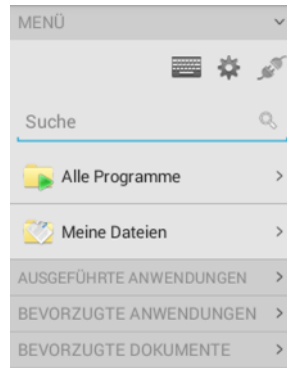 MENÜ
Suche
Alle Programme
Meine Dateien
AUSGEFÜHRTE ANWENDUNGEN
BEVORZUGTE ANWENDUNGEN
BEVORZUGTE DOKUMENTE